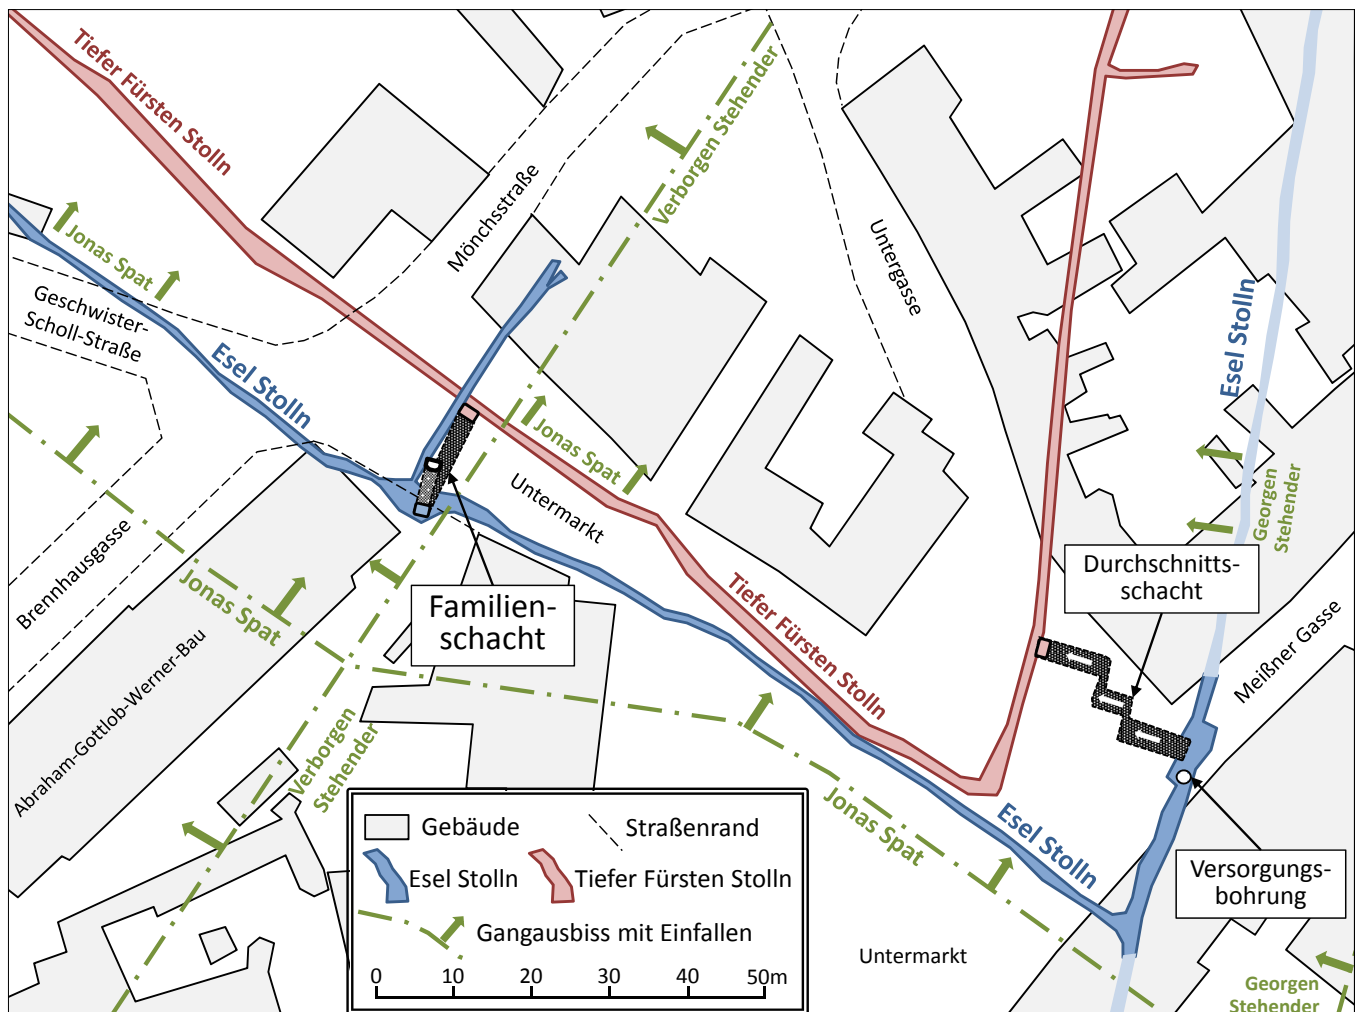 Tiefer Fürsten Stolln
Verborgen Stehender
Mönchsstraße
Untergasse
Jonas Spat
Geschwister-
Scholl-Straße
Esel Stolln
Esel Stolln
Jonas Spat
Untermarkt
Georgen
Stehender
Brennhausgasse
Jonas Spat
Durchschnitts-
schacht
Familien-
schacht
Tiefer Fürsten Stolln
Meißner Gasse
Abraham-Gottlob-Werner-Bau
Verborgen
Stehender
Jonas Spat
Esel Stolln
Versorgungs-
bohrung
Untermarkt
Georgen
Stehender
Gebäude
Straßenrand
Esel Stolln
Tiefer Fürsten Stolln
Gangausbiss mit Einfallen
0 10 20 30 40 50m